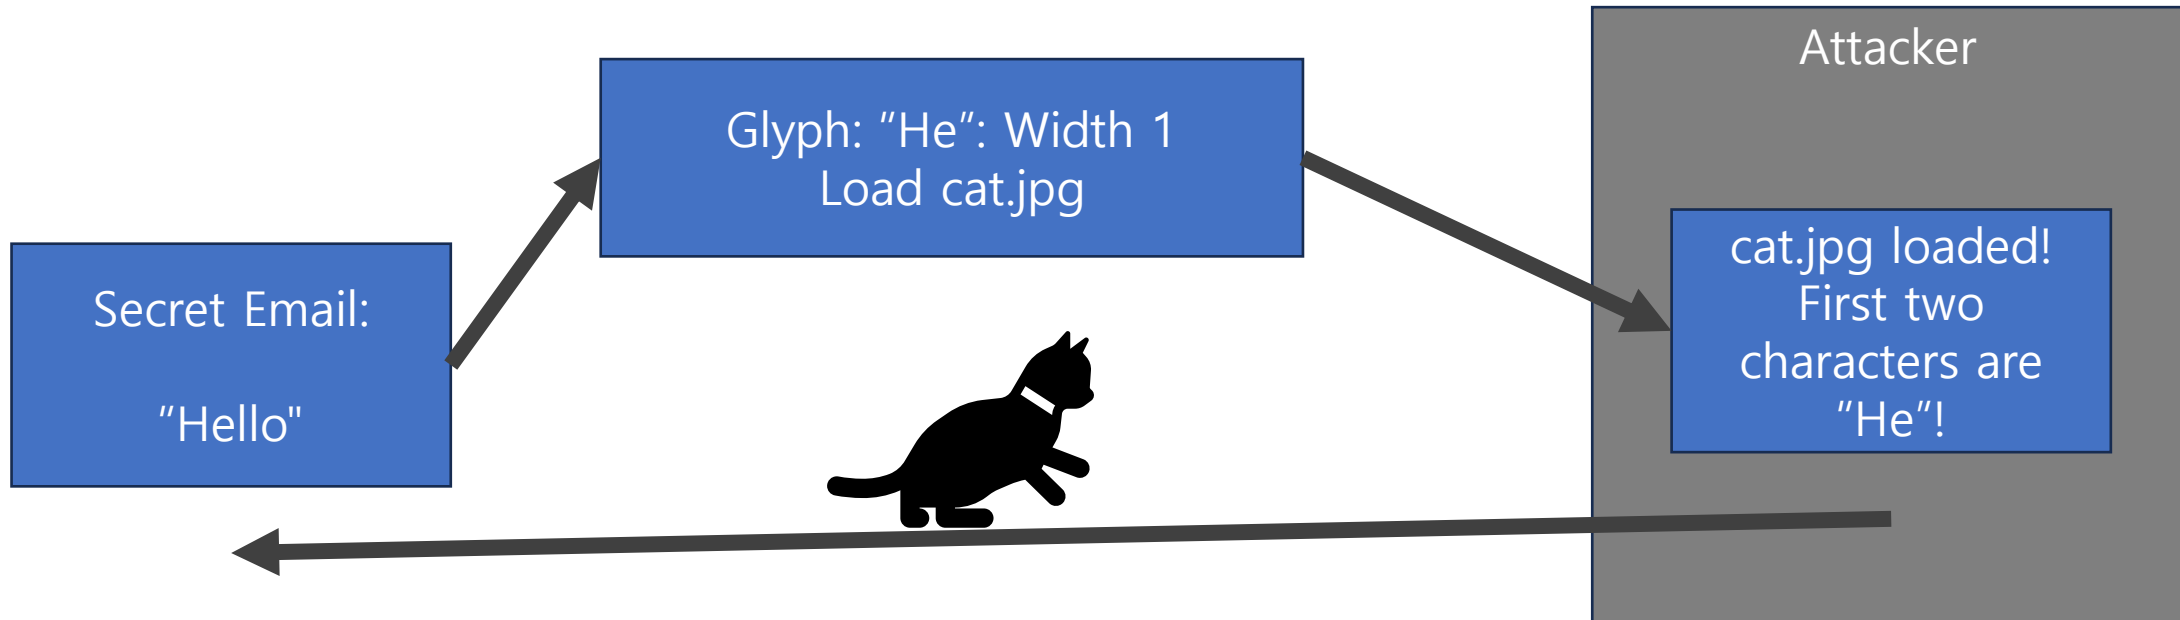 Secret Email:
“Hello"
Glyph: “He”: Width 1
Load cat.jpg
Attacker
cat.jpg loaded!
First two
characters are
“He”!